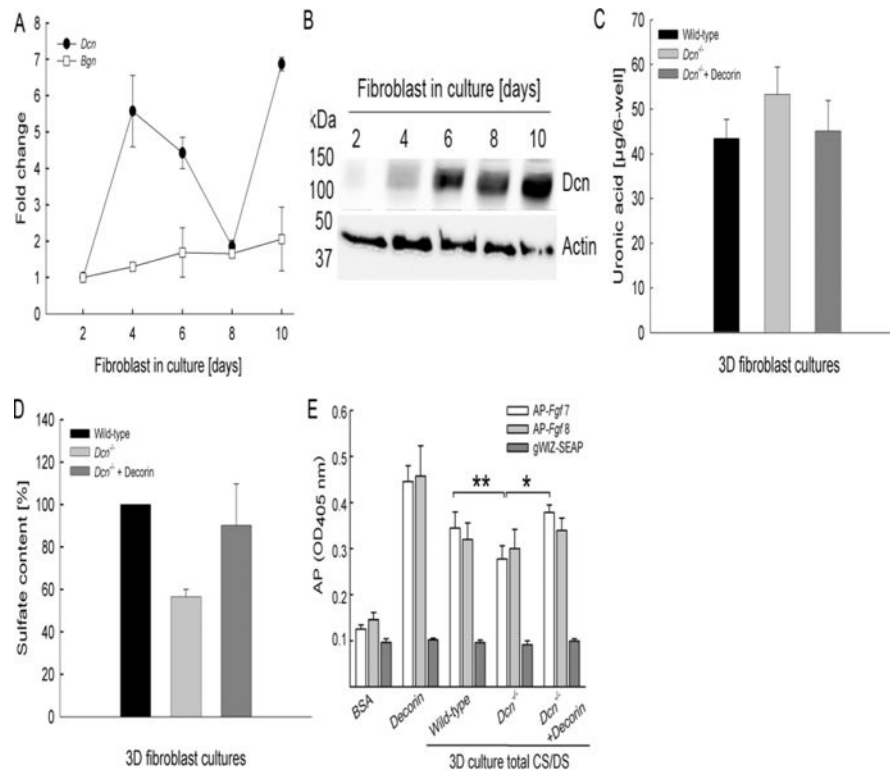 A
8
7
6
5
4
3
2
1
0
Fold change
Dcn
Bgn
2 4 6 8 10
Fibroblast in culture [days]
B
Fibroblast in culture [days]
kDa 2 4 6 8 10
150
100
Dcn
50
37
Actin
C
Wild-type
Dcn-/-
Dcn-/- + Decorin
70
60
50
40
30
20
10
0
Uronic acid [µg/6-well]
3D fibroblast cultures
D
Wild-type
Dcn-/-
Dcn-/- + Decorin
140
120
100
80
60
40
20
0
Sulfate content [%]
3D fibroblast cultures
E
AP-Fgf 7
AP-Fgf 8
gWIZ-SEAP
0.6
0.5
0.4
0.3
0.2
0.1
AP (OD405 nm)
** *
BSA
Decorin
Wild-type
Dcn-/-
Dcn-/-
+Decorin
3D culture total CS/DS